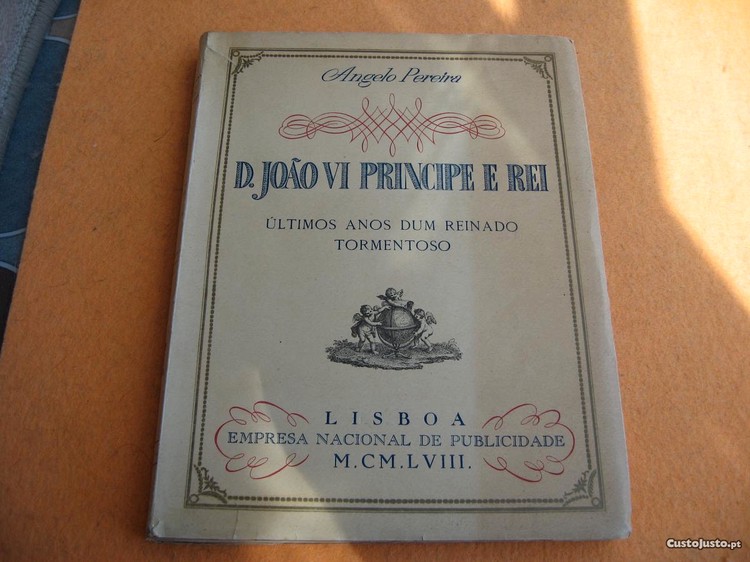 Angelo Pereira
D. JOÃO VI PRINCIPE E REI
ÚLTIMOS ANOS DUM REINADO
TORMENTOSO
LISBOA
EMPRESA NACIONAL DE PUBLICIDADE
M.CM.LVIII.
CustoJusto.pt